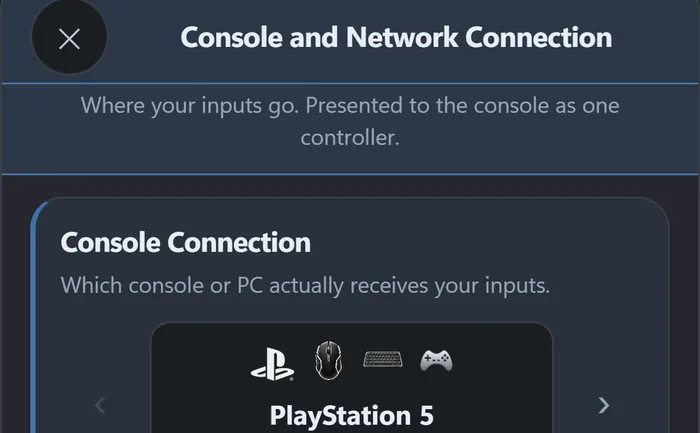 Console and Network Connection
Where your inputs go. Presented to the console as one
controller.
Console Connection
Which console or PC actually receives your inputs.
PlayStation 5